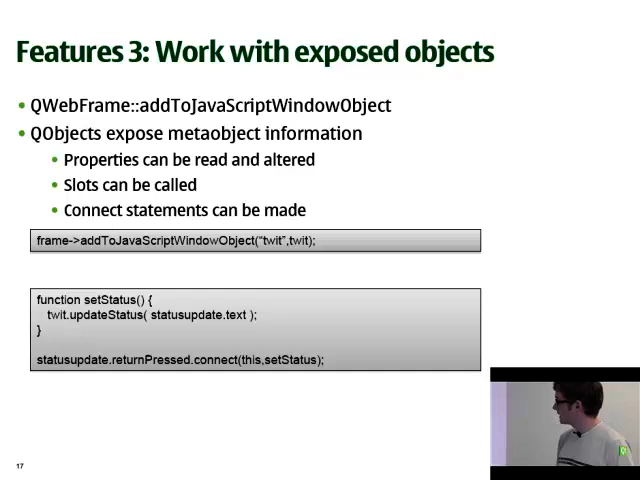 Features 3: Work with exposed objects
• QWebFrame::addToJavaScriptWindowObject
• QObjects expose metaobject information
• Properties can be read and altered
• Slots can be called
• Connect statements can be made
frame->addToJavaScriptWindowObject("twit",twit);
function setStatus() {
twit.updateStatus( statusupdate.text );
}
statusupdate.returnPressed.connect(this,setStatus);
17